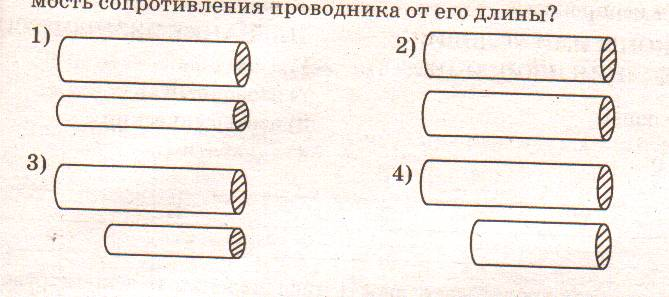 мость сопротивления проводника от его длины?
1)
2)
3)
4)